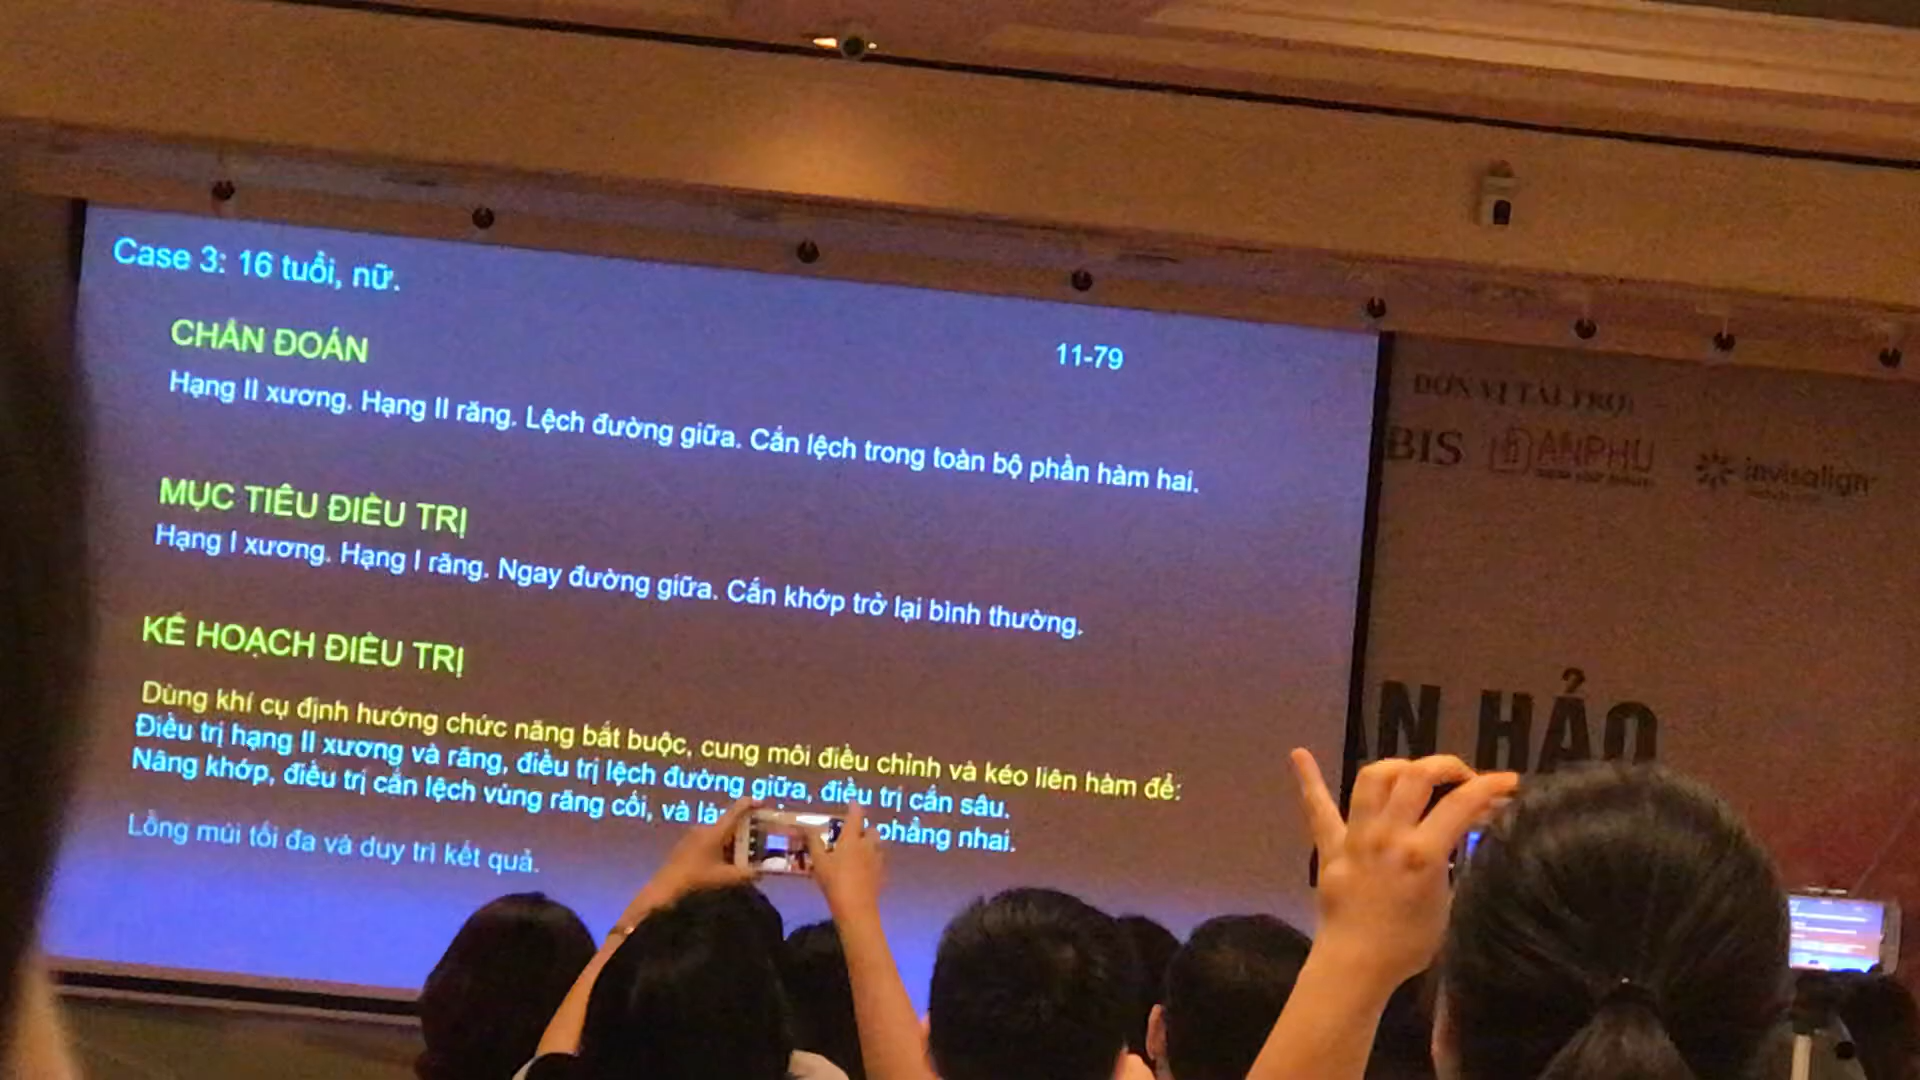 Case 3: 16 tuổi, nữ.
CHẨN ĐOÁN
11-79
Hạng II xương. Hạng II răng. Lệch đường giữa. Cắn lệch trong toàn bộ phần hàm hai.
MỤC TIÊU ĐIỀU TRỊ
Hạng I xương. Hạng I răng. Ngay đường giữa. Cắn khớp trở lại bình thường.
KẾ HOẠCH ĐIỀU TRỊ
Dùng khí cụ định hướng chức năng bắt buộc, cung môi điều chỉnh và kéo liên hàm để:
Điều trị hạng II xương và răng, điều trị lệch đường giữa, điều trị cắn sâu.
Nâng khớp, điều trị cắn lệch vùng răng cối, và phẳng nhai.
Lồng múi tối đa và duy trì kết quả.
ĐƠN VỊ TÀI TRỢ:
BIS
ANPHU
invisalign
HẢO